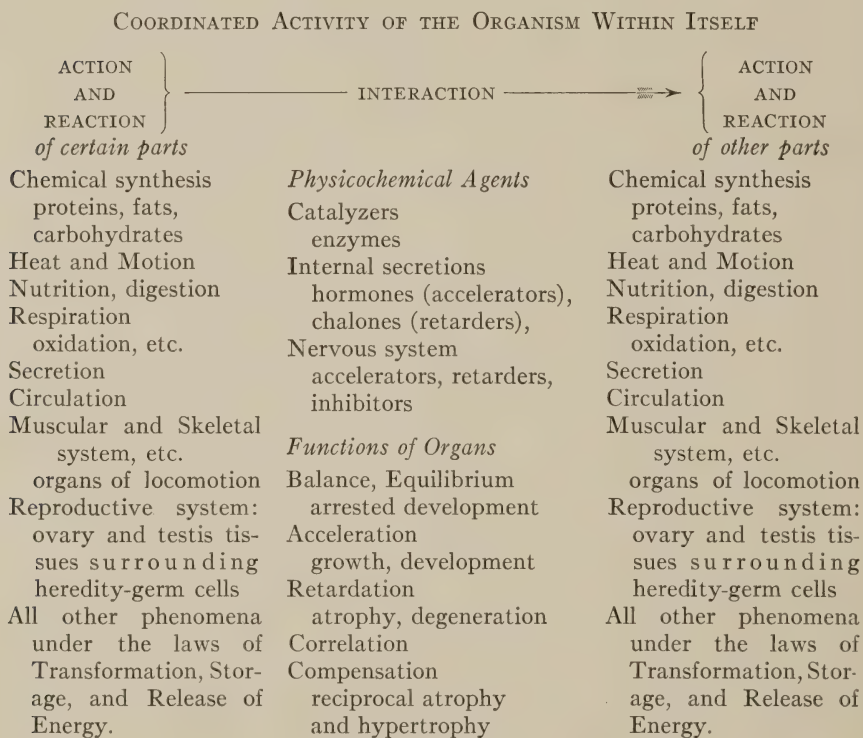 COORDINATED ACTIVITY OF THE ORGANISM WITHIN ITSELF
ACTION
AND
REACTION
of certain parts
INTERACTION
ACTION
AND
REACTION
of other parts
Chemical synthesis
proteins, fats,
carbohydrates
Heat and Motion
Nutrition, digestion
Respiration
oxidation, etc.
Secretion
Circulation
Muscular and Skeletal
system, etc.
organs of locomotion
Reproductive system:
ovary and testis tis-
sues surrounding
heredity-germ cells
All other phenomena
under the laws of
Transformation, Stor-
age, and Release of
Energy.
Physicochemical Agents
Catalyzers
enzymes
Internal secretions
hormones (accelerators),
chalones (retarders),
Nervous system
accelerators, retarders,
inhibitors
Functions of Organs
Balance, Equilibrium
arrested development
Acceleration
growth, development
Retardation
atrophy, degeneration
Correlation
Compensation
reciprocal atrophy
and hypertrophy
Chemical synthesis
proteins, fats,
carbohydrates
Heat and Motion
Nutrition, digestion
Respiration
oxidation, etc.
Secretion
Circulation
Muscular and Skeletal
system, etc.
organs of locomotion
Reproductive system:
ovary and testis tis-
sues surrounding
heredity-germ cells
All other phenomena
under the laws of
Transformation, Stor-
age, and Release of
Energy.